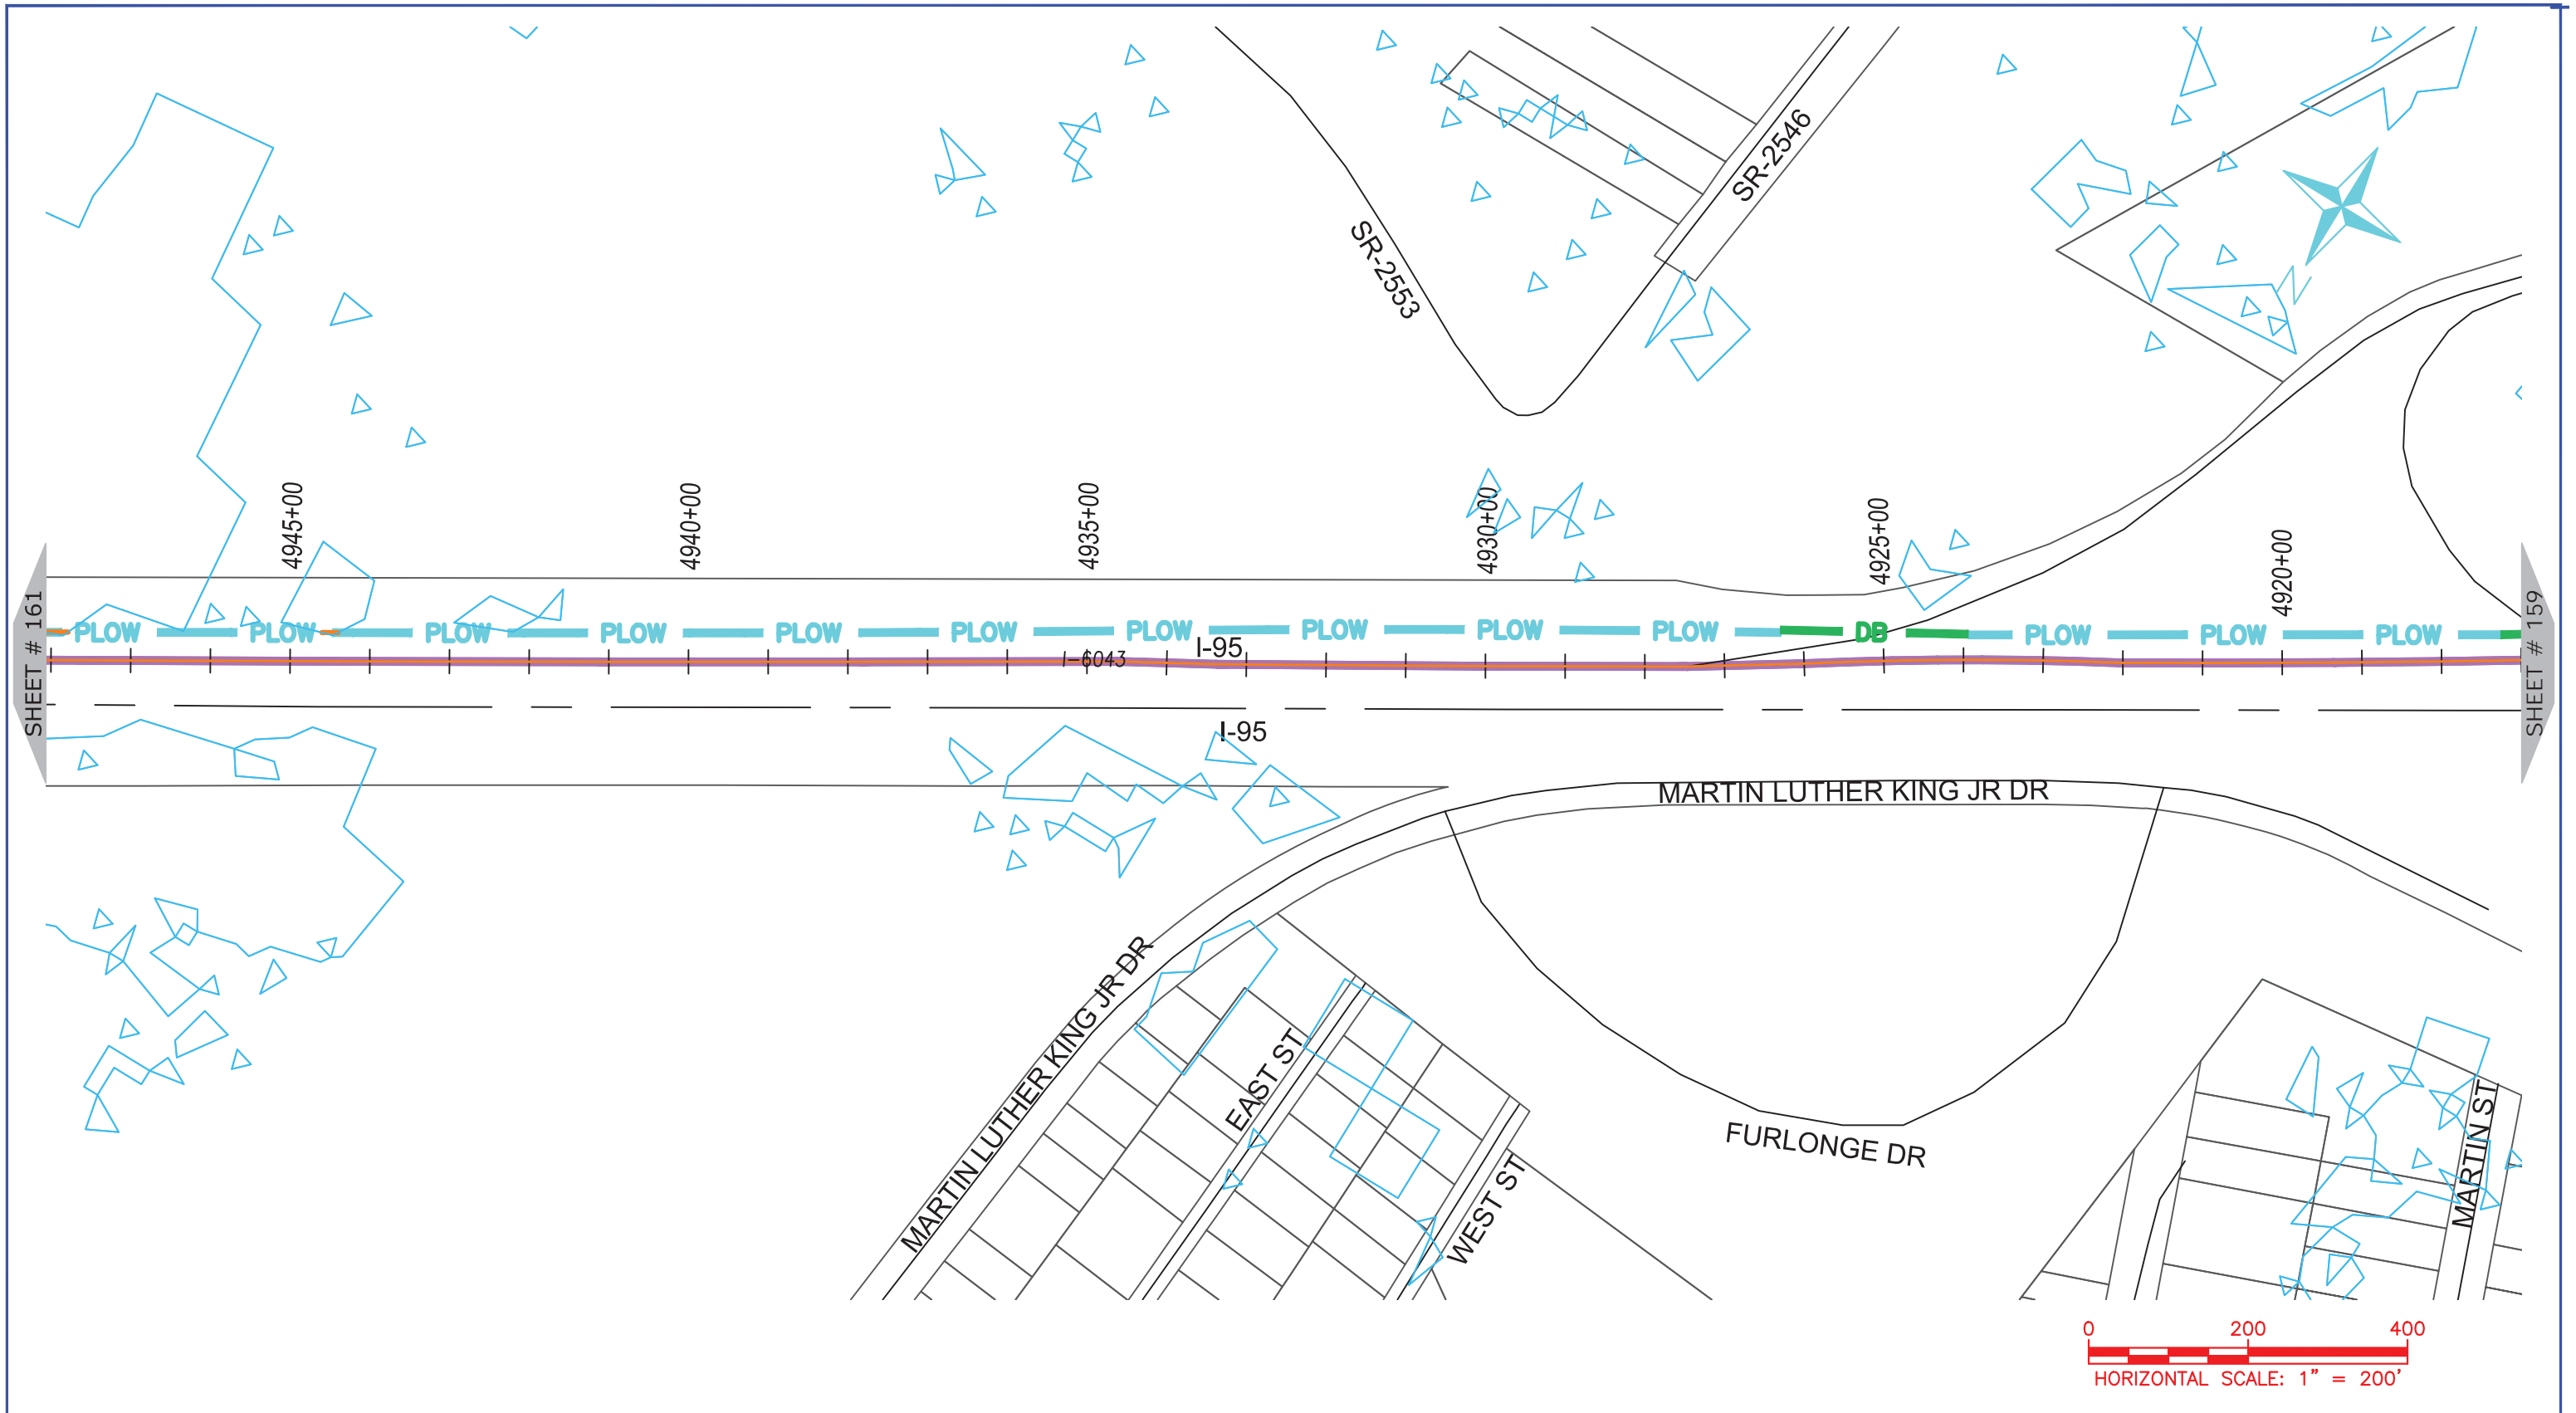 SR-2546
SR-2553
N
4945+00
4940+00
4935+00
4930+00
4925+00
4920+00
SHEET # 161
PLOW PLOW PLOW PLOW PLOW PLOW PLOW PLOW PLOW PLOW DB PLOW PLOW PLOW
SHEET # 159
I-95
I-6043
I-95
MARTIN LUTHER KING JR DR
MARTIN LUTHER KING JR DR
EAST ST
WEST ST
FURLONGE DR
MARTIN ST
0 200 400
HORIZONTAL SCALE: 1" = 200'